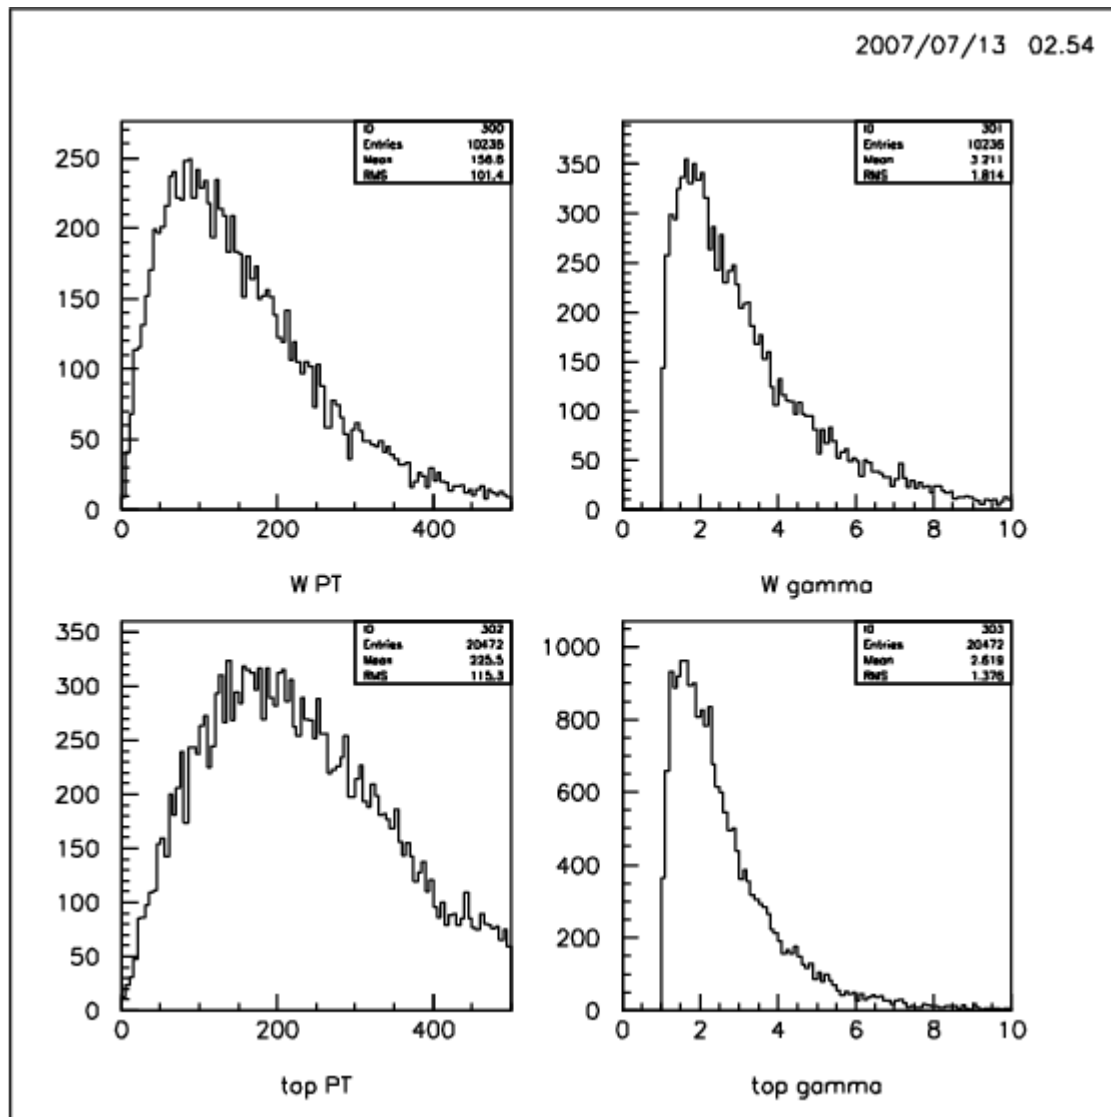 2007/07/13 02.54
ID 300
Entries 10236
Mean 156.6
RMS 101.4
250
200
150
100
50
0
0 200 400
W PT
ID 301
Entries 10236
Mean 3.211
RMS 1.814
350
300
250
200
150
100
50
0
0 2 4 6 8 10
W gamma
ID 302
Entries 20472
Mean 225.5
RMS 115.3
350
300
250
200
150
100
50
0
0 200 400
top PT
ID 303
Entries 20472
Mean 2.619
RMS 1.376
1000
800
600
400
200
0
0 2 4 6 8 10
top gamma